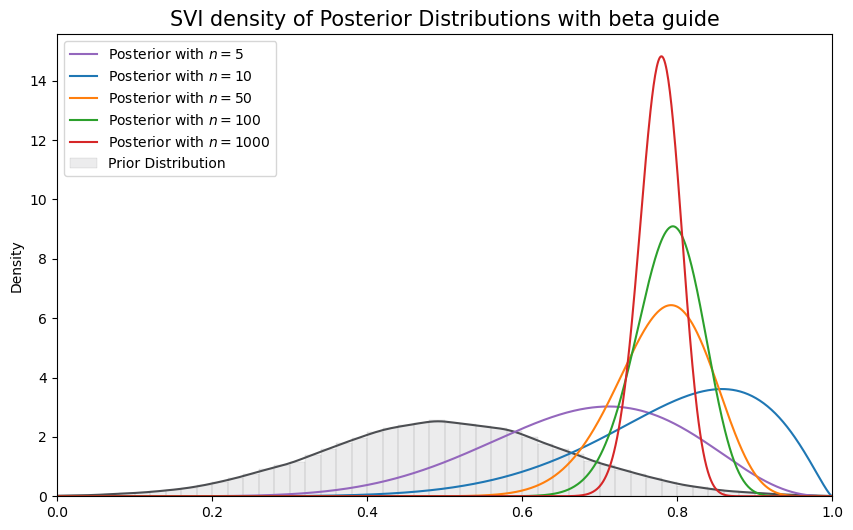 SVI density of Posterior Distributions with beta guide
Posterior with n = 5
Posterior with n = 10
Posterior with n = 50
Posterior with n = 100
Posterior with n = 1000
Prior Distribution
Density
14
12
10
8
6
4
2
0
0.0 0.2 0.4 0.6 0.8 1.0